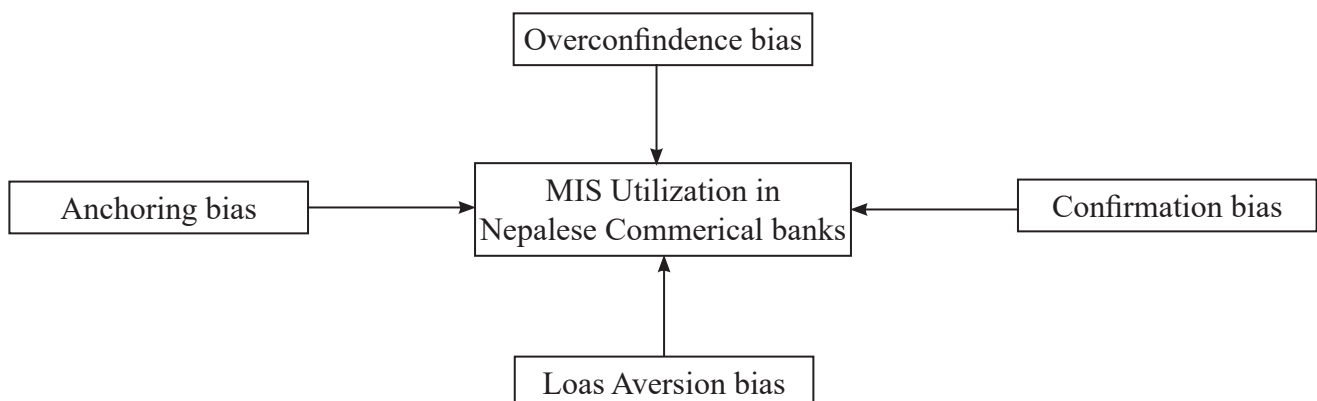 Overconfindence bias
Anchoring bias
MIS Utilization in
Nepalese Commerical banks
Confirmation bias
Loas Aversion bias